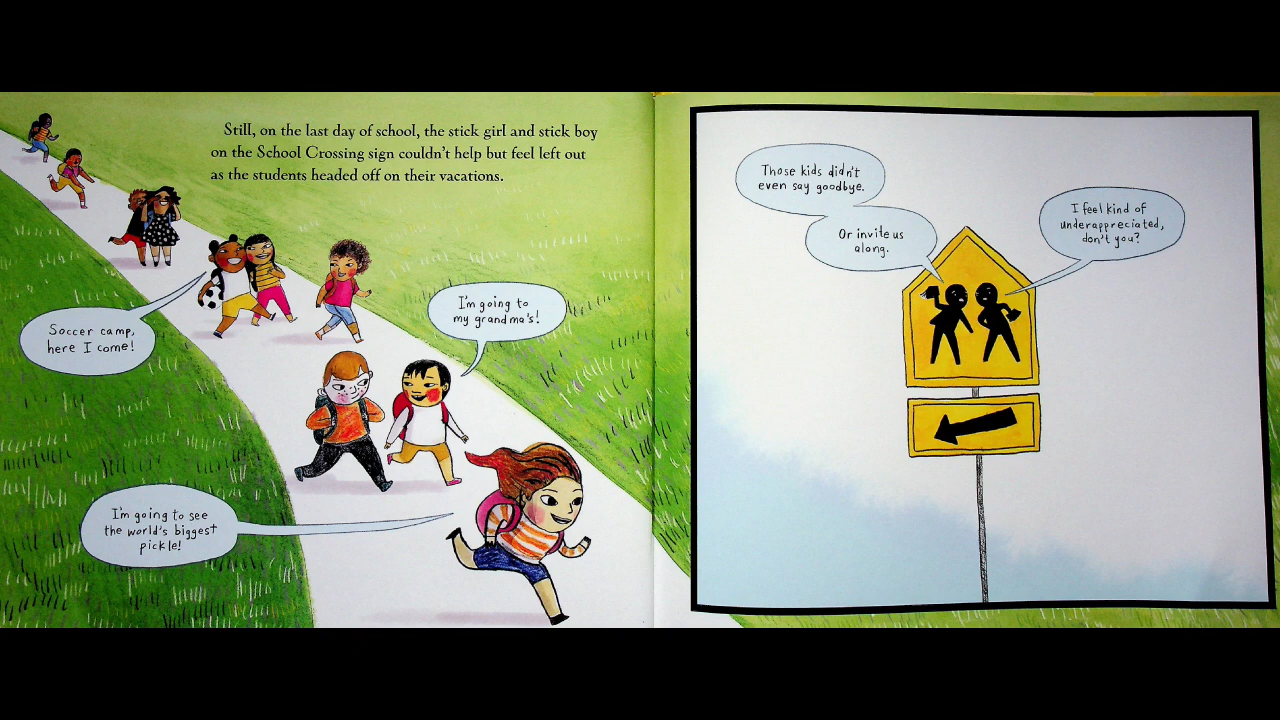 Still, on the last day of school, the stick girl and stick boy
on the School Crossing sign couldn't help but feel left out
as the students headed off on their vacations.
Soccer camp,
here I come!
I'm going to
my grandma's!
I'm going to see
the world's biggest
pickle!
Those kids didn't
even say goodbye.
Or invite us
along.
I feel kind of
underappreciated,
don't you?